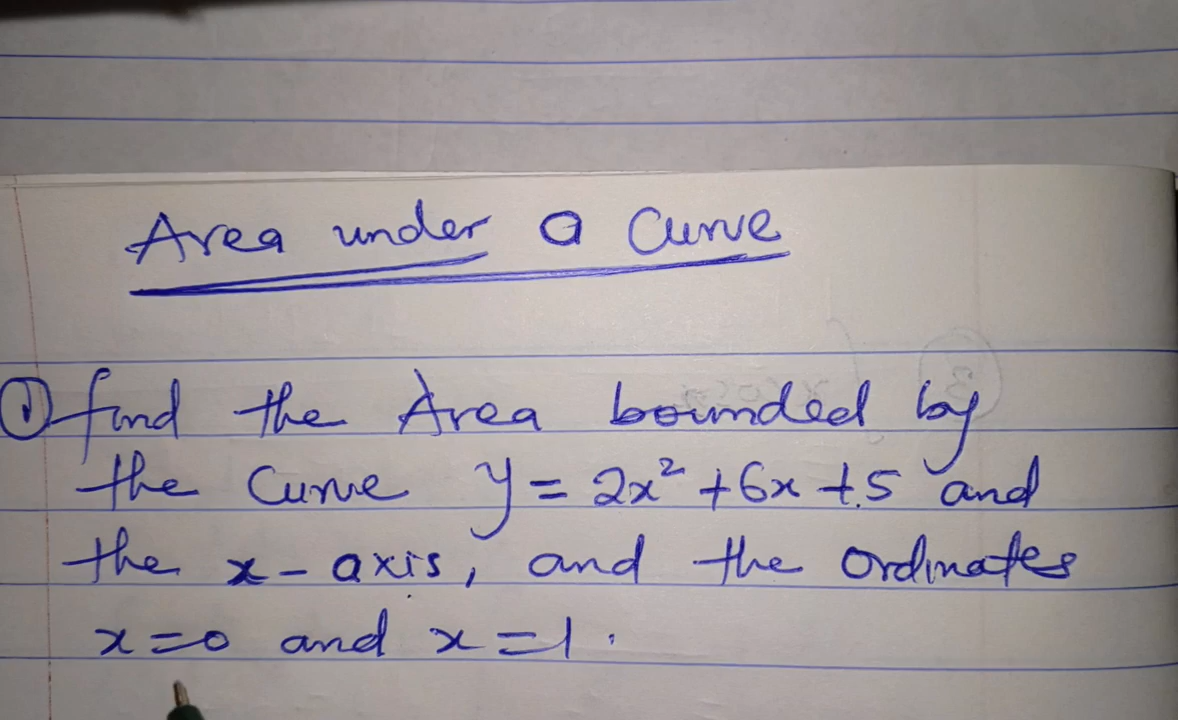 Area under a Curve
① find the Area bounded by
the Curve y = 2x² + 6x + 5 and
the x-axis, and the ordinates
x=0 and x=1.